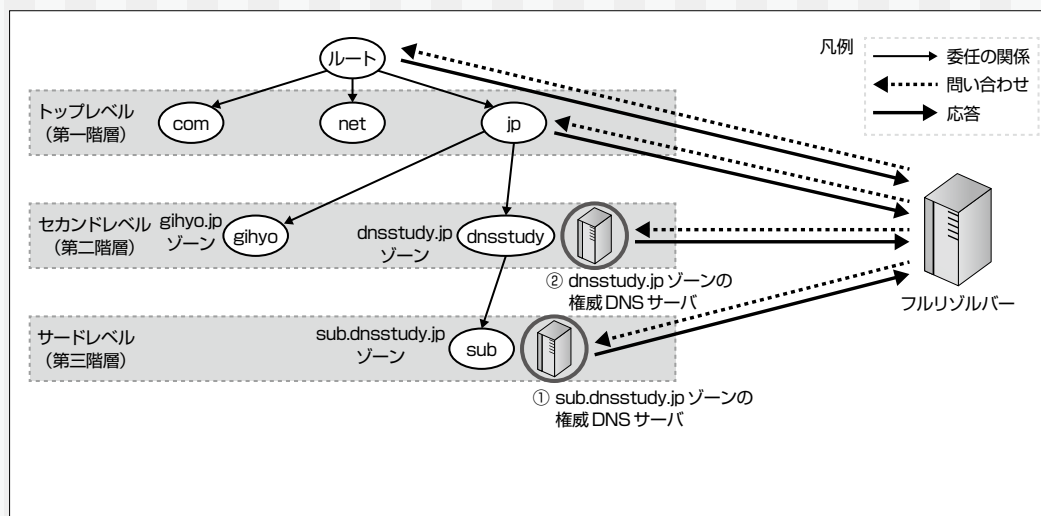 ルート
凡例
委任の関係
問い合わせ
応答
トップレベル
(第一階層)
com
net
jp
セカンドレベル
(第二階層)
gihyo.jp
ゾーン
gihyo
dnsstudy.jp
ゾーン
dnsstudy
② dnsstudy.jp ゾーンの
権威 DNS サーバ
フルリゾルバー
サードレベル
(第三階層)
sub.dnsstudy.jp
ゾーン
sub
① sub.dnsstudy.jp ゾーンの
権威 DNS サーバ